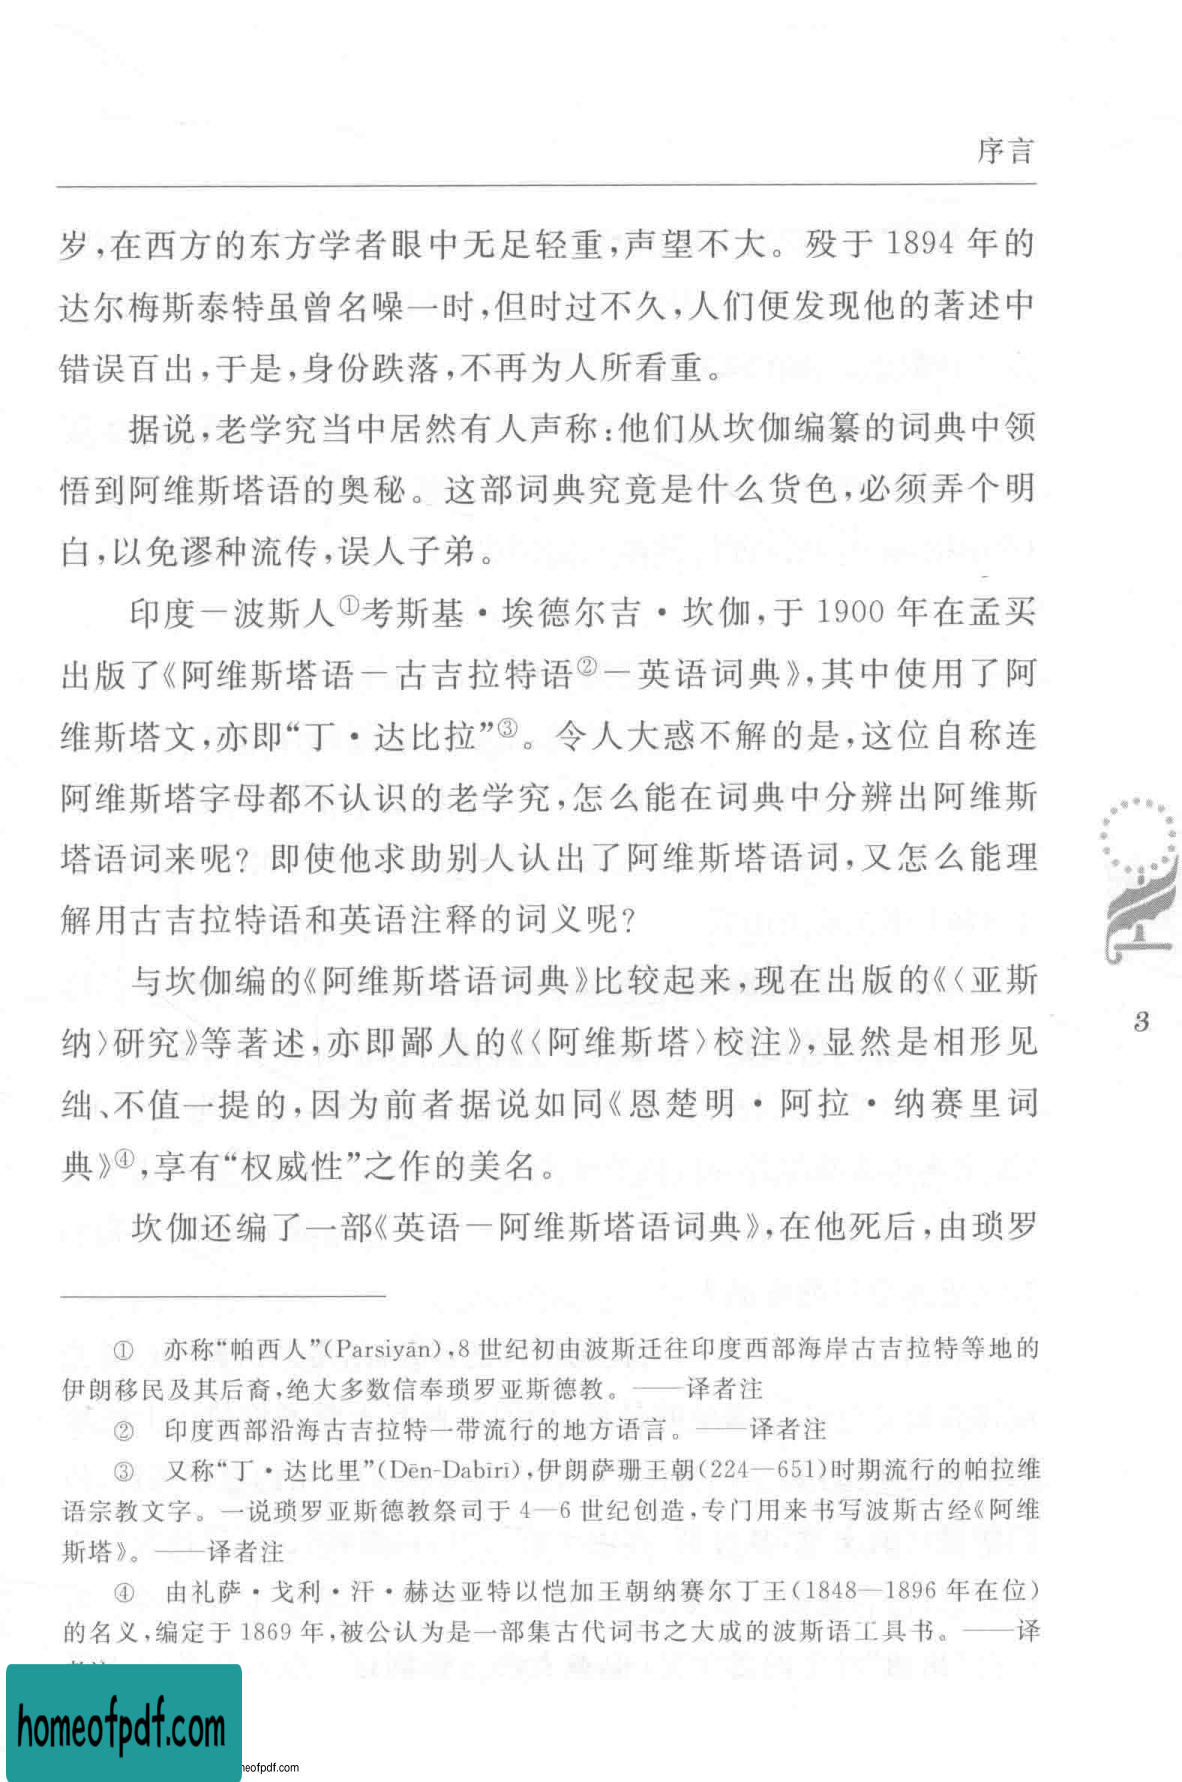 序言
岁,在西方的东方学者眼中无足轻重,声望不大。殁于 1894 年的
达尔梅斯泰特虽曾名噪一时,但时过不久,人们便发现他的著述中
错误百出,于是,身份跌落,不再为人所看重。
据说,老学究当中居然有人声称:他们从坎伽编纂的词典中领
悟到阿维斯塔语的奥秘。这部词典究竟是什么货色,必须弄个明
白,以免谬种流传,误人子弟。
印度－波斯人①考斯基·埃德尔吉·坎伽,于 1900 年在孟买
出版了《阿维斯塔语－古吉拉特语②－英语词典》,其中使用了阿
维斯塔文,亦即“丁·达比拉”③。令人大惑不解的是,这位自称连
阿维斯塔字母都不认识的老学究,怎么能在词典中分辨出阿维斯
塔语词来呢? 即使他求助别人认出了阿维斯塔语词,又怎么能理
解用古吉拉特语和英语注释的词义呢?
与坎伽编的《阿维斯塔语词典》比较起来,现在出版的《〈亚斯
纳〉研究》等著述,亦即鄙人的《〈阿维斯塔〉校注》,显然是相形见
绌、不值一提的,因为前者据说如同《恩楚明·阿拉·纳赛里词
典》④,享有“权威性”之作的美名。
坎伽还编了一部《英语－阿维斯塔语词典》,在他死后,由琐罗
3
① 亦称“帕西人”(Parsiyān),8 世纪初由波斯迁往印度西部海岸古吉拉特等地的
伊朗移民及其后裔,绝大多数信奉琐罗亚斯德教。——译者注
② 印度西部沿海古吉拉特一带流行的地方语言。——译者注
③ 又称“丁·达比里”(Dēn-Dabīrī),伊朗萨珊王朝(224—651)时期流行的帕拉维
语宗教文字。一说琐罗亚斯德教祭司于 4—6 世纪创造,专门用来书写波斯古经《阿维
斯塔》。——译者注
④ 由礼萨·戈利·汗·赫达亚特以恺加王朝纳赛尔丁王(1848—1896 年在位)
的名义,编定于 1869 年,被公认为是一部集古代词书之大成的波斯语工具书。——译
homeofpdf.com
neofpdf.com